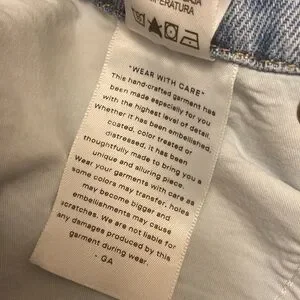 TEMPERATURA
"WEAR WITH CARE"
This hand-crafted garment has
been made especially for you
with the highest level of detail.
Whether it has been embellished,
coated, color treated or
distressed, it has been
thoughtfully made to bring you a
unique and alluring piece.
Wear your garments with care as
some colors may transfer, holes
may become bigger and
embellishments may cause
scratches. We are not liable for
any damages produced by this
garment during wear.
- GA